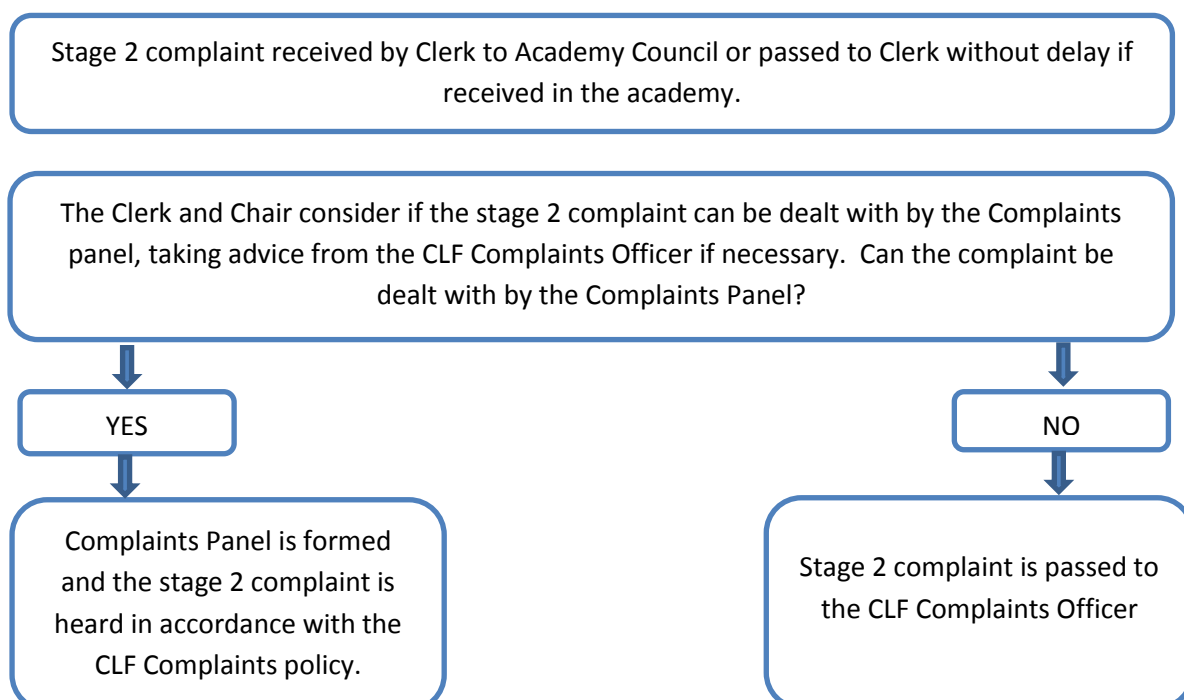 Stage 2 complaint received by Clerk to Academy Council or passed to Clerk without delay if
received in the academy.
The Clerk and Chair consider if the stage 2 complaint can be dealt with by the Complaints
panel, taking advice from the CLF Complaints Officer if necessary.  Can the complaint be
dealt with by the Complaints Panel?
YES
NO
Complaints Panel is formed
and the stage 2 complaint is
heard in accordance with the
CLF Complaints policy.
Stage 2 complaint is passed to
the CLF Complaints Officer